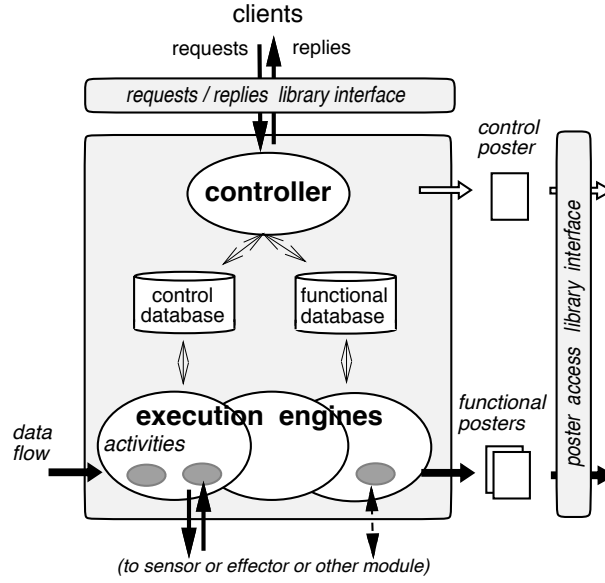 clients
requests
replies
requests / replies library interface
control
poster
controller
control
database
functional
database
poster access library interface
execution engines
activities
data
flow
functional
posters
(to sensor or effector or other module)